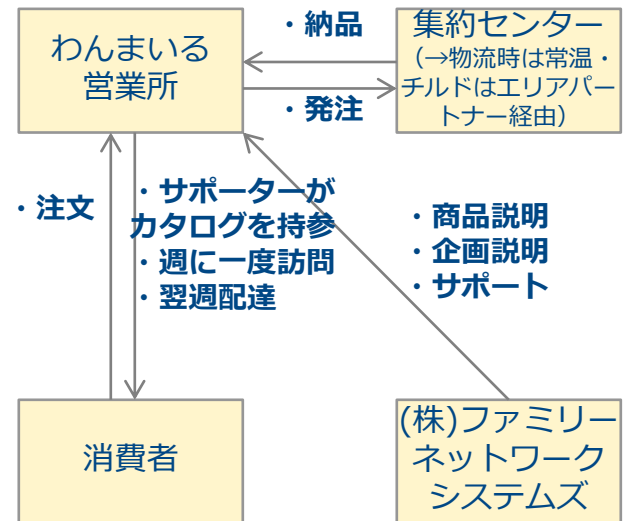 わんまいる
営業所
・納品
・発注
集約センター
（→物流時は常温・
チルドはエリアパー
トナー経由）
・注文
・サポーターが
カタログを持参
・週に一度訪問
・翌週配達
・商品説明
・企画説明
・サポート
消費者
(株)ファミリー
ネットワーク
システムズ